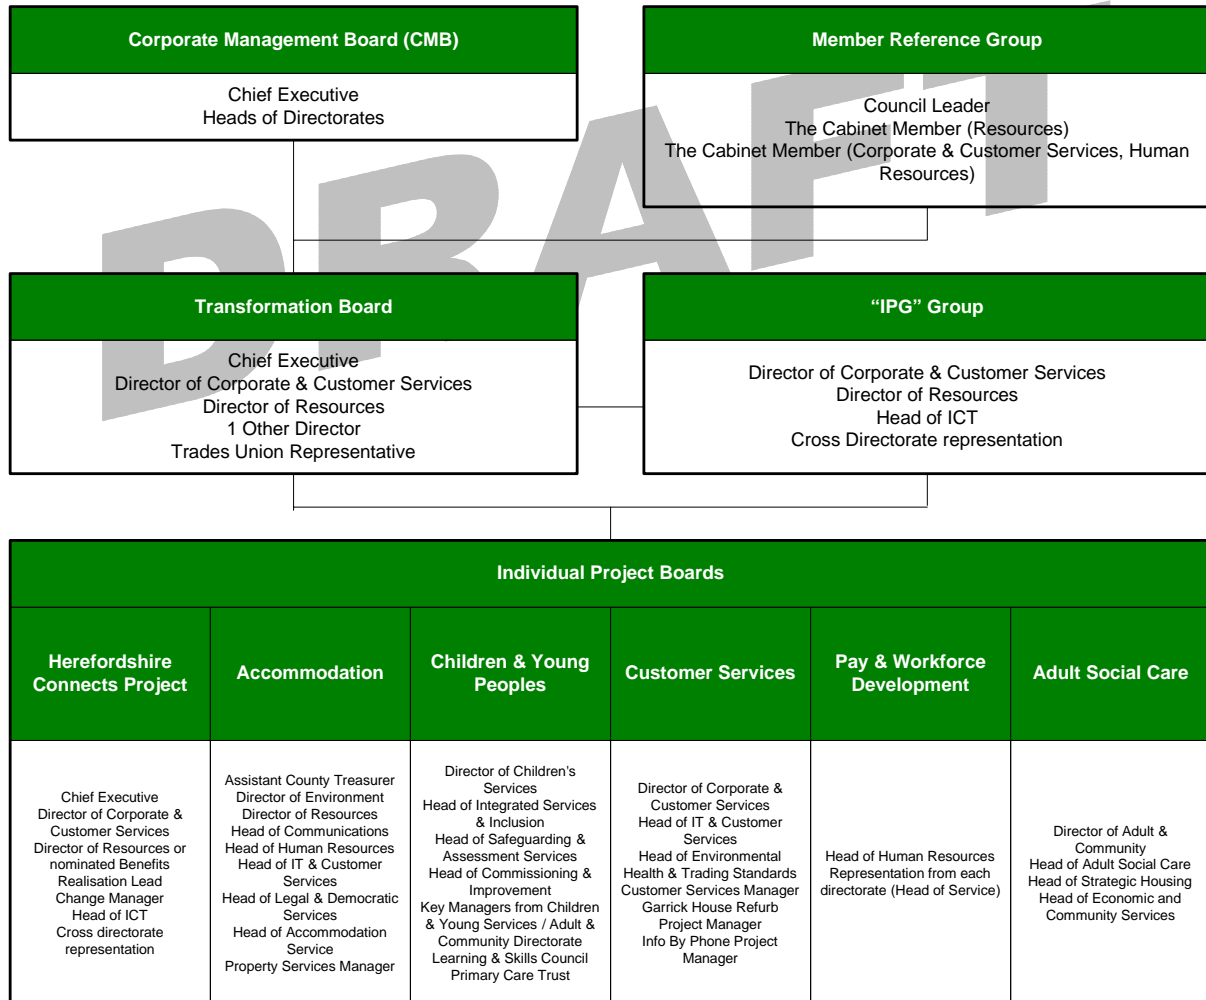 DRAFT
Corporate Management Board (CMB)
Chief Executive
Heads of Directorates
Member Reference Group
Council Leader
The Cabinet Member (Resources)
The Cabinet Member (Corporate & Customer Services, Human
Resources)
Transformation Board
Chief Executive
Director of Corporate & Customer Services
Director of Resources
1 Other Director
Trades Union Representative
“IPG” Group
Director of Corporate & Customer Services
Director of Resources
Head of ICT
Cross Directorate representation
Individual Project Boards
Herefordshire
Connects Project
Chief Executive
Director of Corporate &
Customer Services
Director of Resources or
nominated Benefits
Realisation Lead
Change Manager
Head of ICT
Cross directorate
representation
Accommodation
Assistant County Treasurer
Director of Environment
Director of Resources
Head of Communications
Head of Human Resources
Head of IT & Customer
Services
Head of Legal & Democratic
Services
Head of Accommodation
Service
Property Services Manager
Children & Young
Peoples
Director of Children's
Services
Head of Integrated Services
& Inclusion
Head of Safeguarding &
Assessment Services
Head of Commissioning &
Improvement
Key Managers from Children
& Young Services / Adult &
Community Directorate
Learning & Skills Council
Primary Care Trust
Customer Services
Director of Corporate &
Customer Services
Head of IT & Customer
Services
Head of Environmental
Health & Trading Standards
Customer Services Manager
Garrick House Refurb
Project Manager
Info By Phone Project
Manager
Pay & Workforce
Development
Head of Human Resources
Representation from each
directorate (Head of Service)
Adult Social Care
Director of Adult &
Community
Head of Adult Social Care
Head of Strategic Housing
Head of Economic and
Community Services